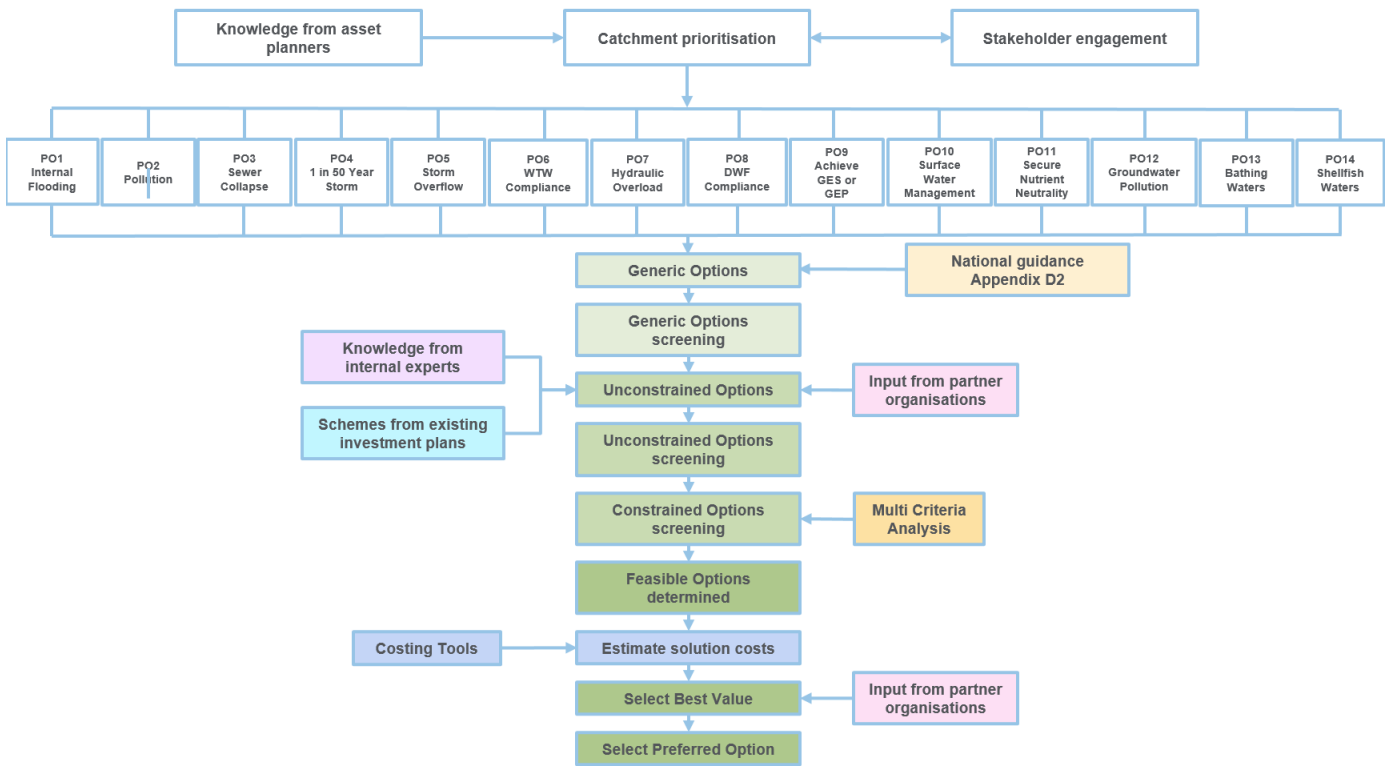 Knowledge from asset
planners
Catchment prioritisation
Stakeholder engagement
PO1
Internal
Flooding
PO2
Pollution
PO3
Sewer
Collapse
PO4
1 in 50 Year
Storm
PO5
Storm
Overflow
PO6
WTW
Compliance
PO7
Hydraulic
Overload
PO8
DWF
Compliance
PO9
Achieve
GES or
GEP
PO10
Surface
Water
Management
PO11
Secure
Nutrient
Neutrality
PO12
Groundwater
Pollution
PO13
Bathing
Waters
PO14
Shellfish
Waters
Generic Options
National guidance
Appendix D2
Generic Options
screening
Knowledge from
internal experts
Unconstrained Options
Input from partner
organisations
Schemes from existing
investment plans
Unconstrained Options
screening
Constrained Options
screening
Multi Criteria
Analysis
Feasible Options
determined
Costing Tools
Estimate solution costs
Select Best Value
Input from partner
organisations
Select Preferred Option